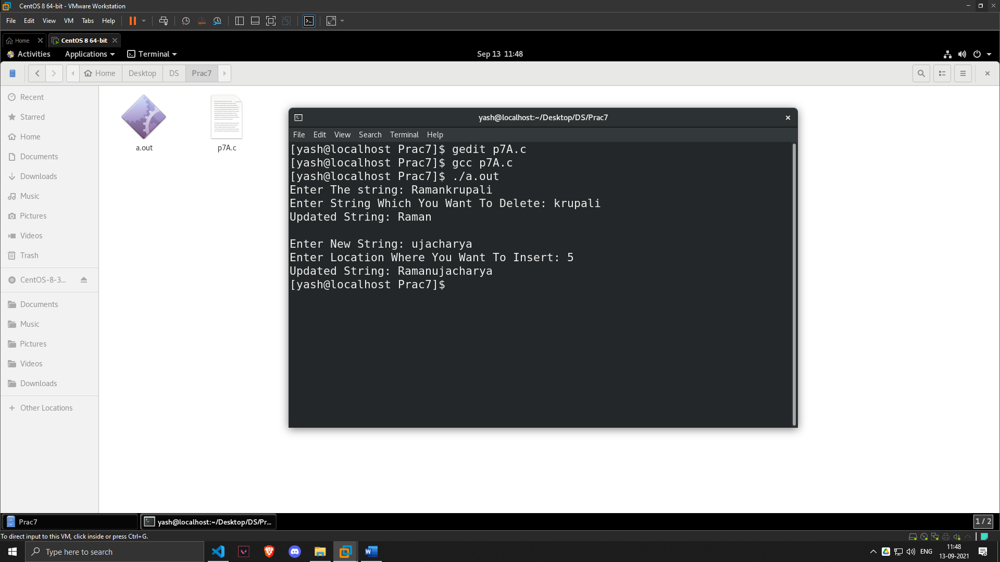 CentOS 8 64-bit - VMware Workstation
File Edit View VM Tabs Help
Home CentOS 8 64-bit
Activities Applications Terminal Sep 13 11:48
Home Desktop DS Prac7
Recent
Starred
Home
Documents
Downloads
Music
Pictures
Videos
Trash
CentOS-8-3...
Documents
Music
Pictures
Videos
Downloads
Other Locations
a.out p7A.c
yash@localhost:~/Desktop/DS/Prac7
File Edit View Search Terminal Help
[yash@localhost Prac7]$ gedit p7A.c
[yash@localhost Prac7]$ gcc p7A.c
[yash@localhost Prac7]$ ./a.out
Enter The string: Ramankrupali
Enter String Which You Want To Delete: krupali
Updated String: Raman
Enter New String: ujacharya
Enter Location Where You Want To Insert: 5
Updated String: Ramanujacharya
[yash@localhost Prac7]$
Prac7 yash@localhost:~/Desktop/DS/Pr... 1 / 2
To direct input to this VM, click inside or press Ctrl+G.
Type here to search ENG 11:48
13-09-2021